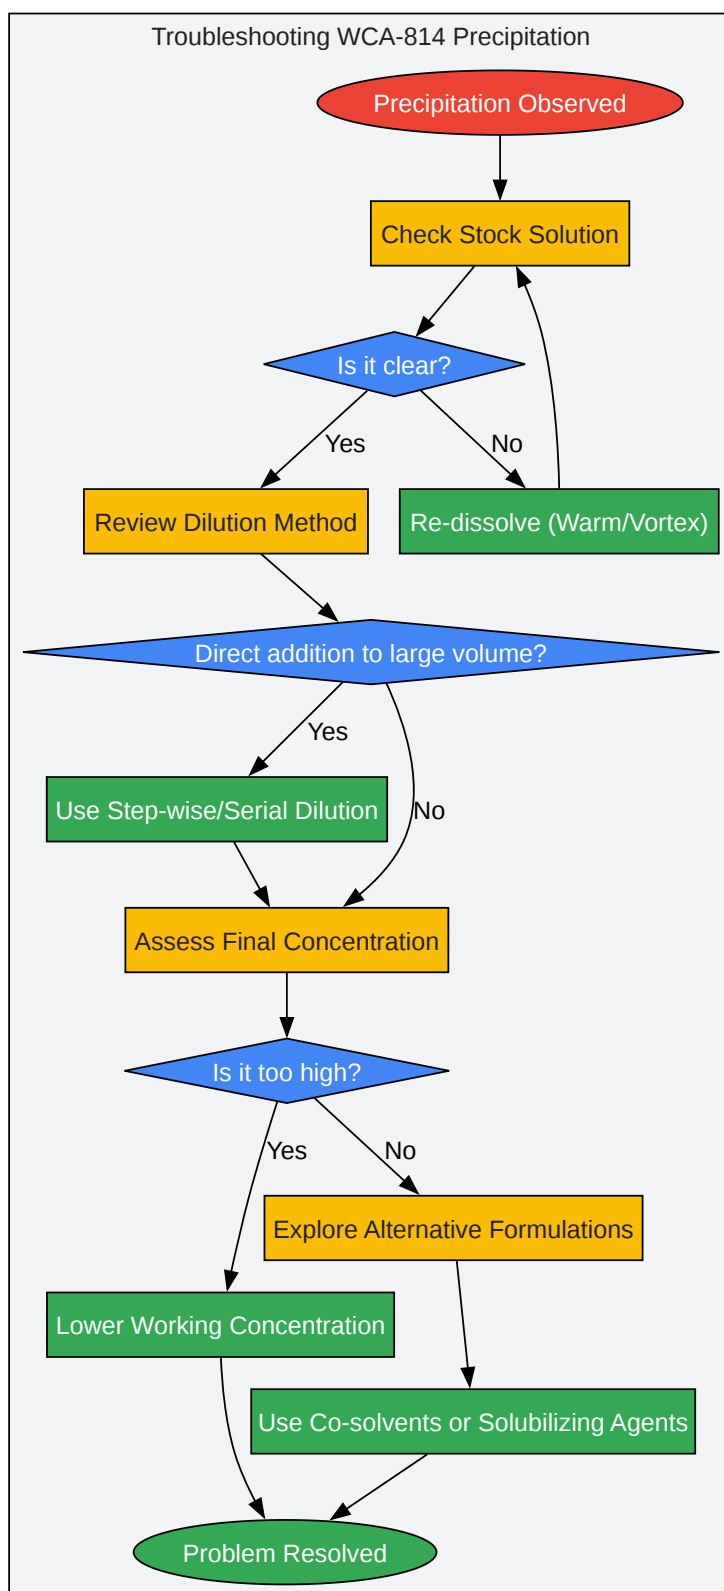 Troubleshooting WCA-814 Precipitation
Precipitation Observed
Check Stock Solution
Is it clear?
Yes
No
Review Dilution Method
Re-dissolve (Warm/Vortex)
Direct addition to large volume?
Yes
Use Step-wise/Serial Dilution
No
Assess Final Concentration
Is it too high?
Yes
No
Explore Alternative Formulations
Lower Working Concentration
Use Co-solvents or Solubilizing Agents
Problem Resolved